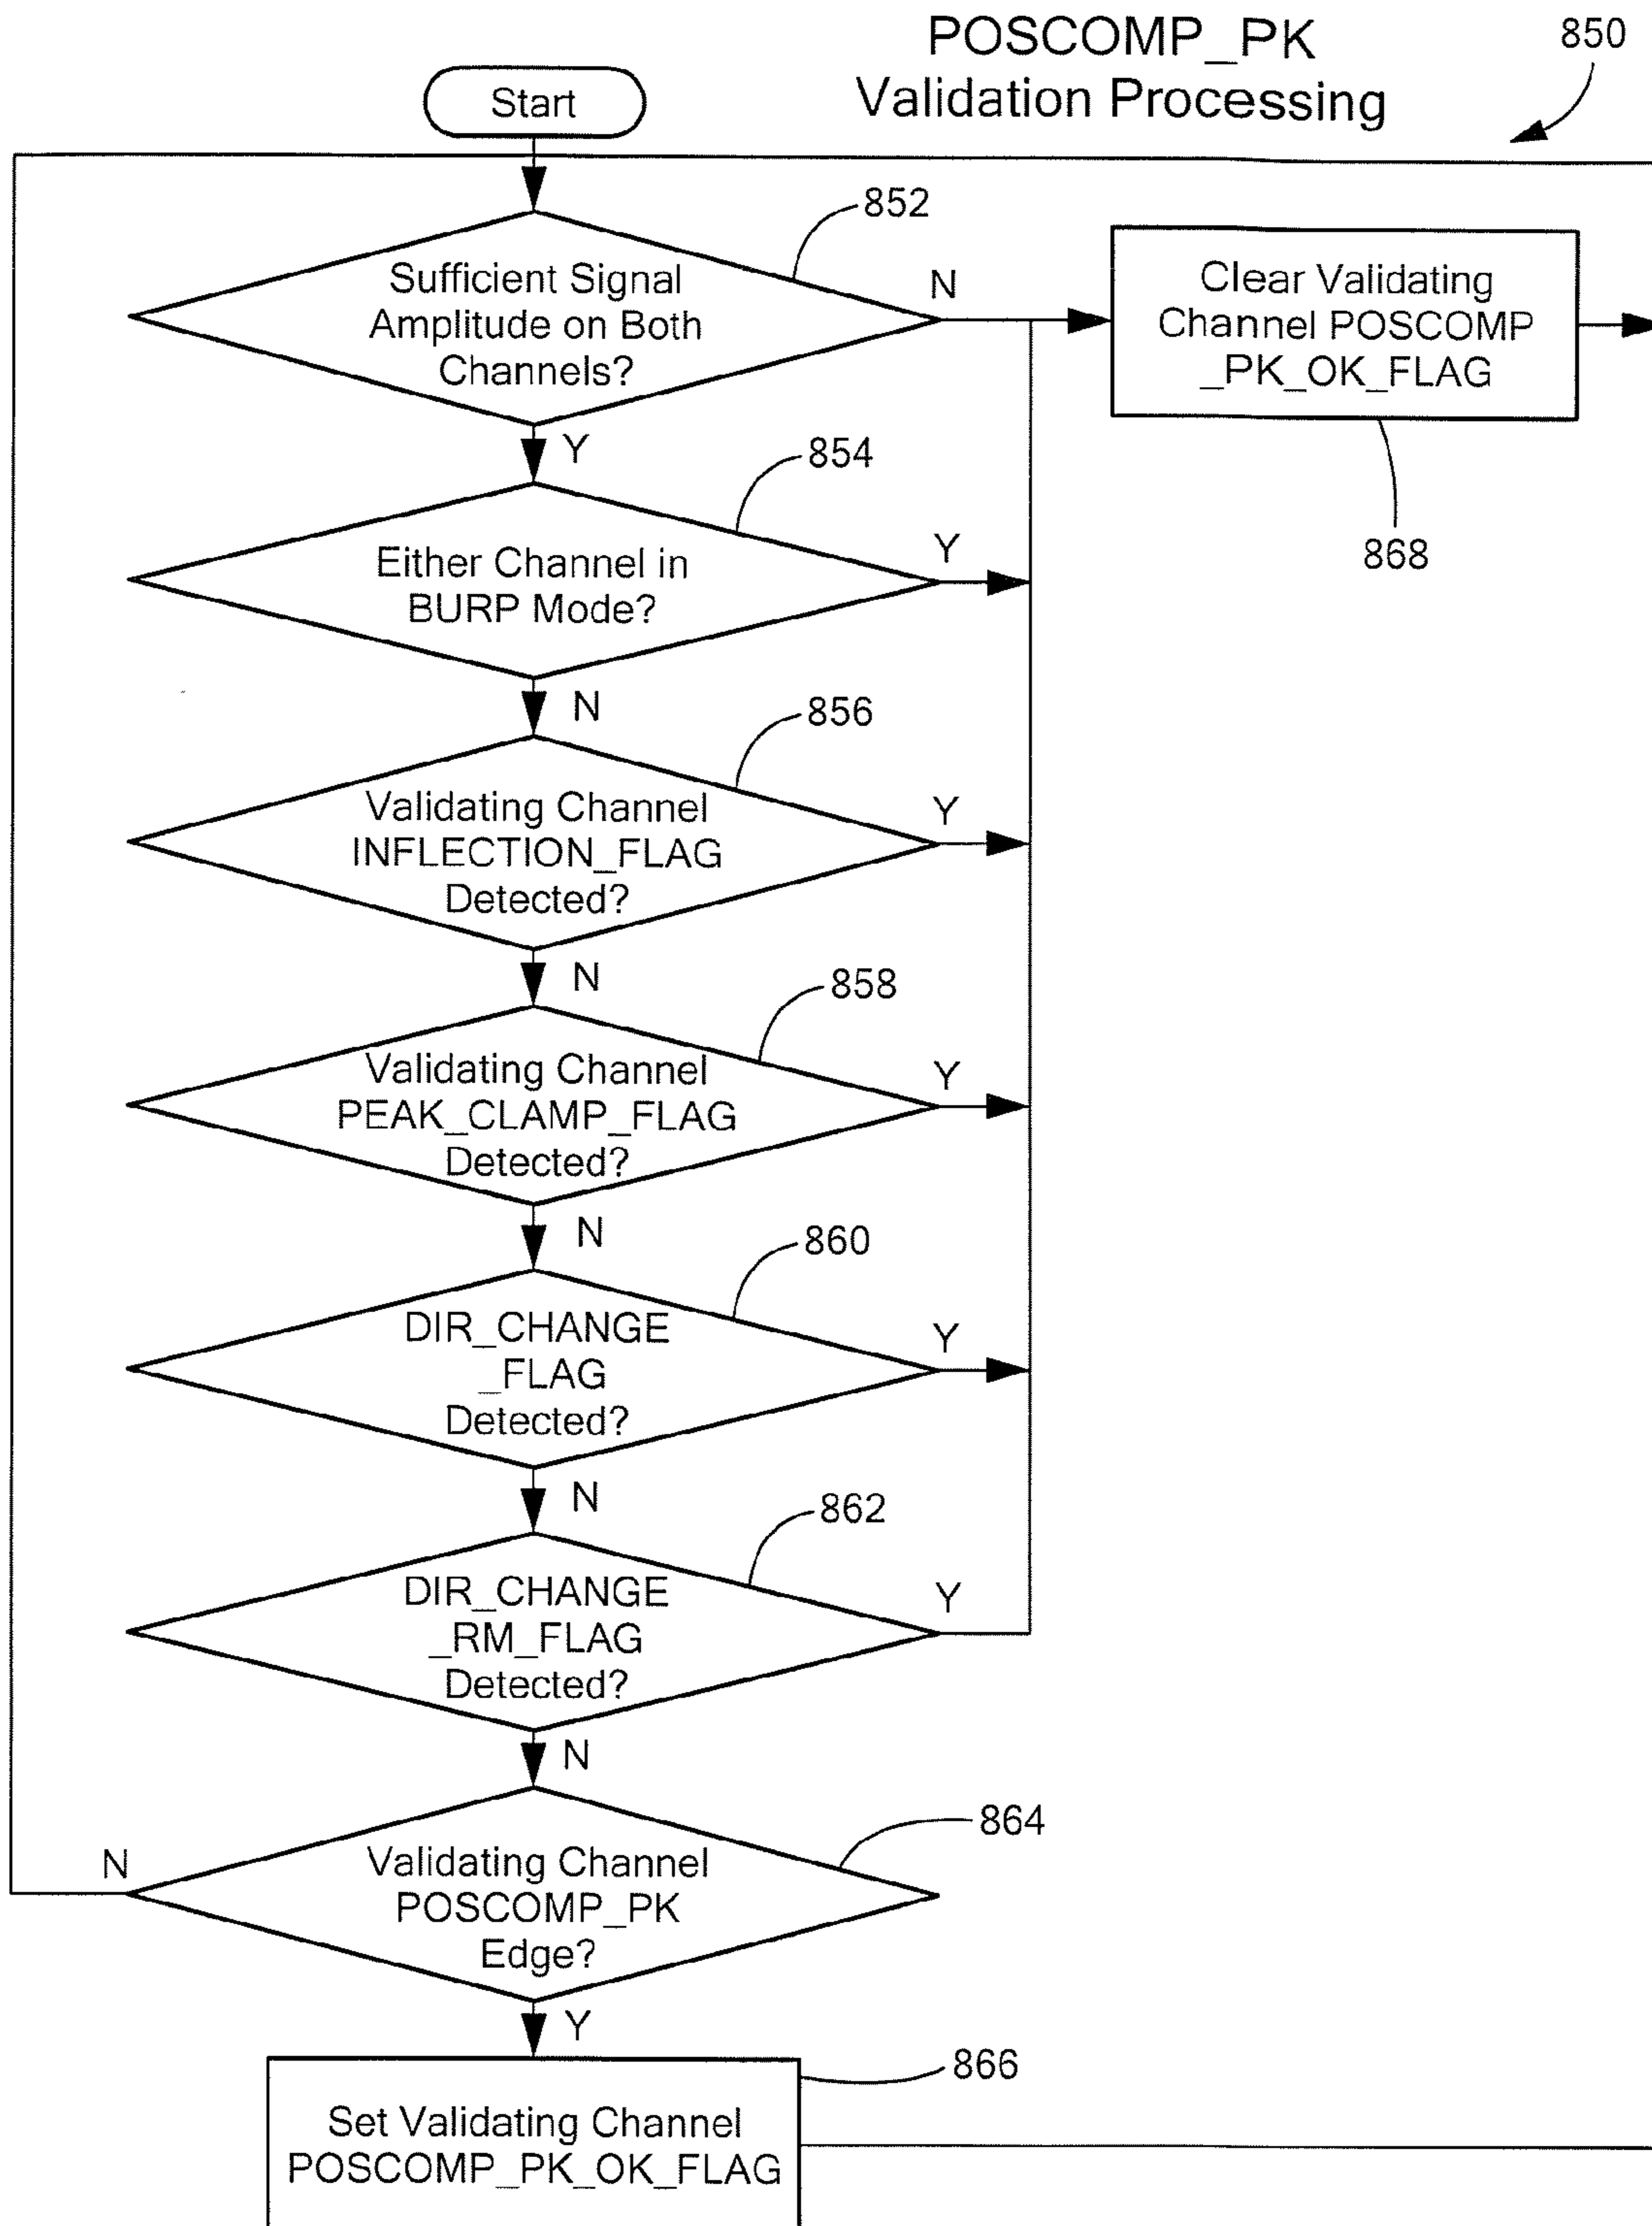 POSCOMP_PK
Validation Processing
850
Start
852
Sufficient Signal
Amplitude on Both
Channels?
N
Clear Validating
Channel POSCOMP
_PK_OK_FLAG
868
Y
854
Either Channel in
BURP Mode?
Y
N
856
Validating Channel
INFLECTION_FLAG
Detected?
Y
N
858
Validating Channel
PEAK_CLAMP_FLAG
Detected?
Y
N
860
DIR_CHANGE
_FLAG
Detected?
Y
N
862
DIR_CHANGE
_RM_FLAG
Detected?
Y
N
864
Validating Channel
POSCOMP_PK
Edge?
N
Y
866
Set Validating Channel
POSCOMP_PK_OK_FLAG